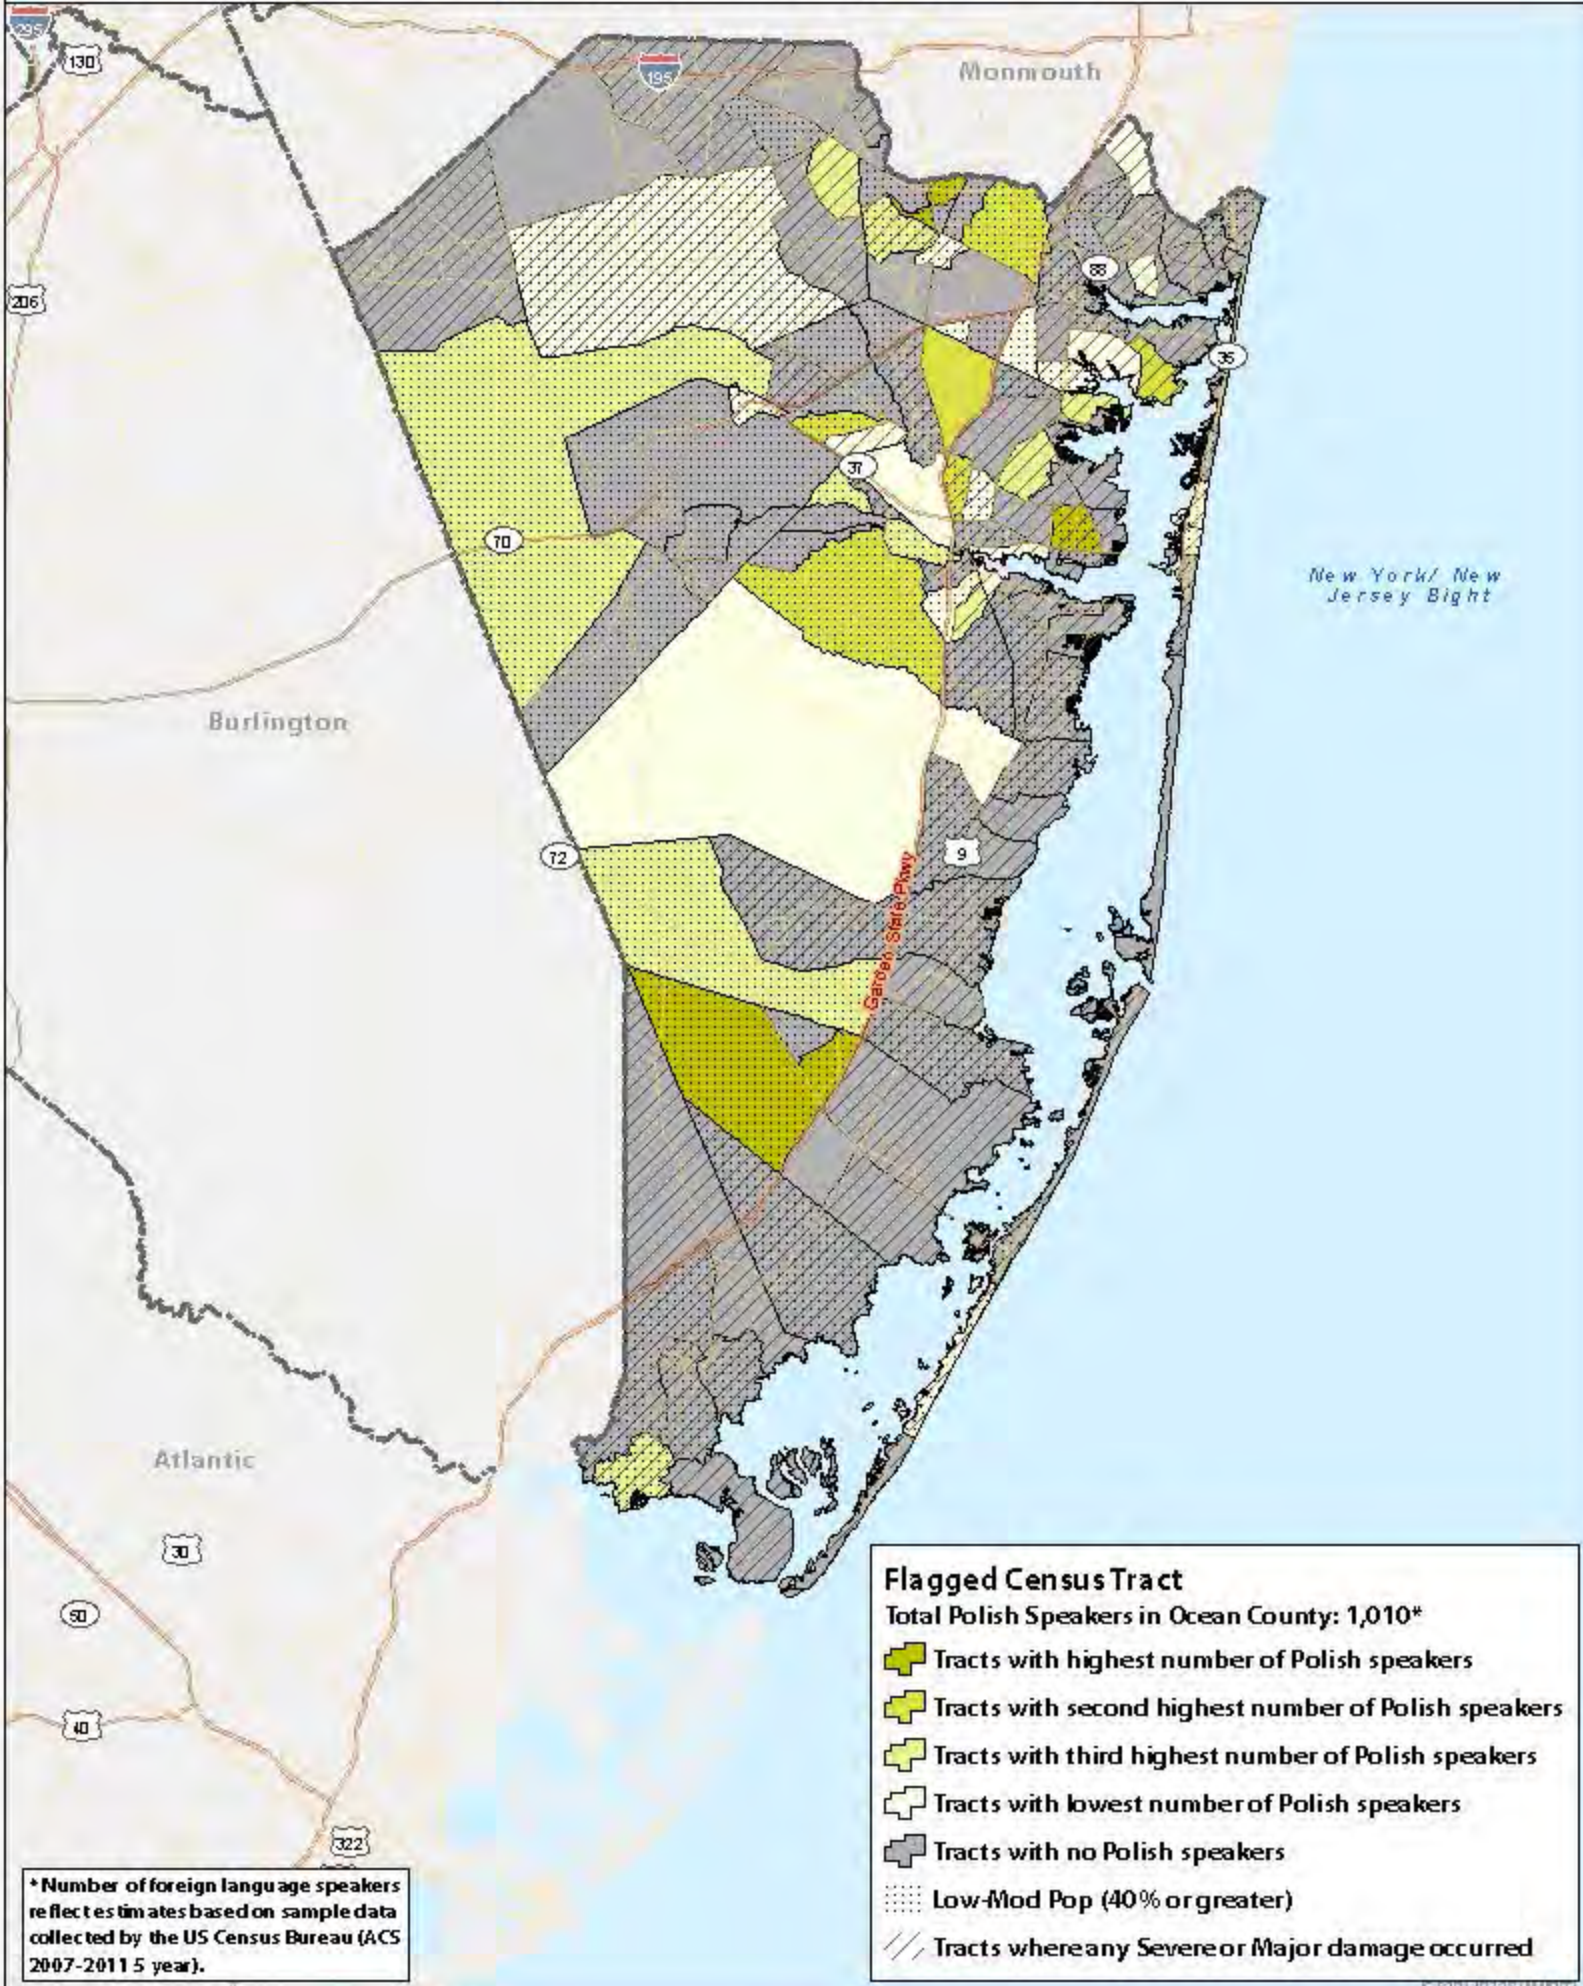 295
130
195
Monmouth
206
88
35
37
70
New York/ New
Jersey Bight
Burlington
72
9
Garden State Pkwy
Atlantic
30
50
40
322
Flagged Census Tract
Total Polish Speakers in Ocean County: 1,010*
Tracts with highest number of Polish speakers
Tracts with second highest number of Polish speakers
Tracts with third highest number of Polish speakers
Tracts with lowest number of Polish speakers
Tracts with no Polish speakers
Low-Mod Pop (40% or greater)
Tracts where any Severe or Major damage occurred
*Number of foreign language speakers
reflect estimates based on sample data
collected by the US Census Bureau (ACS
2007-2011 5 year).